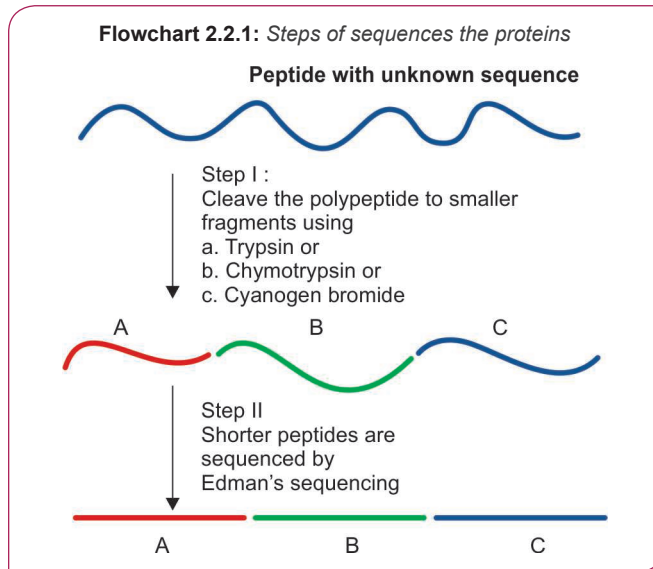 Flowchart 2.2.1: Steps of sequences the proteins
Peptide with unknown sequence
Step I :
Cleave the polypeptide to smaller
fragments using
a. Trypsin or
b. Chymotrypsin or
c. Cyanogen bromide
A B C
Step II
Shorter peptides are
sequenced by
Edman's sequencing
A B C